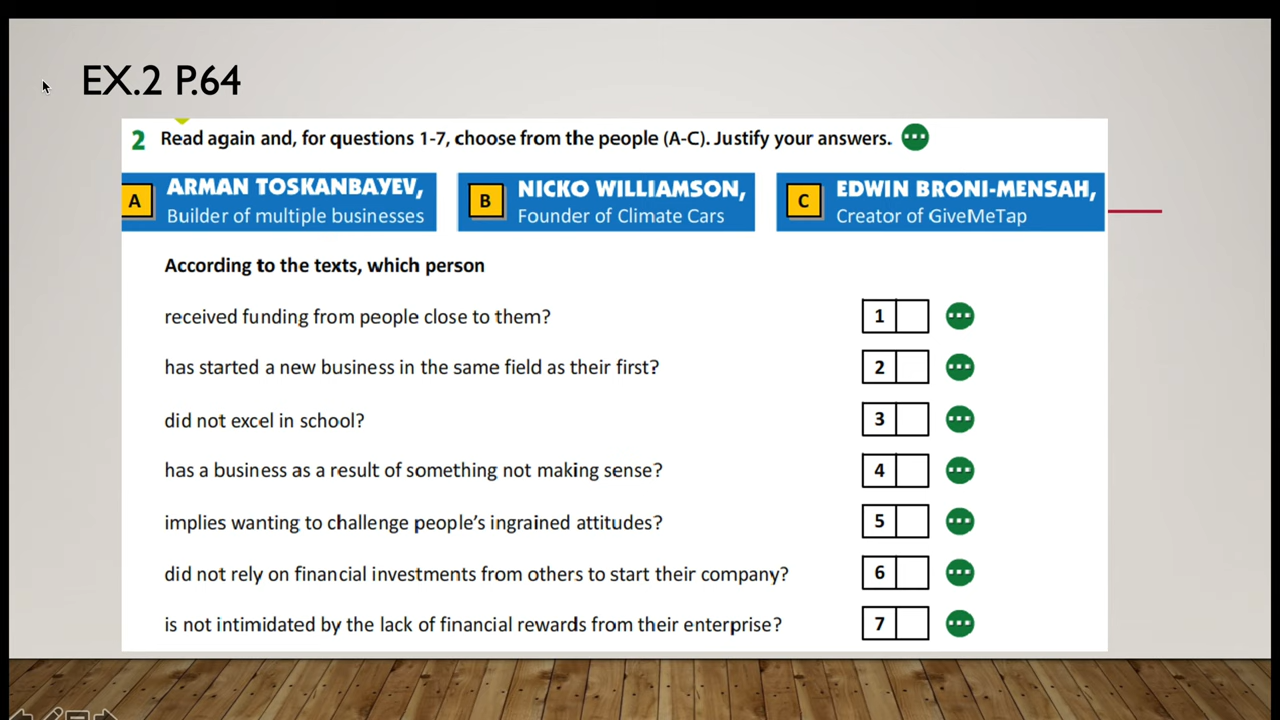 EX.2 P.64
2 Read again and, for questions 1-7, choose from the people (A-C). Justify your answers.
A ARMAN TOSKANBAYEV,
Builder of multiple businesses
B NICKO WILLIAMSON,
Founder of Climate Cars
C EDWIN BRONI-MENSAH,
Creator of GiveMeTap
According to the texts, which person
received funding from people close to them? 1
has started a new business in the same field as their first? 2
did not excel in school? 3
has a business as a result of something not making sense? 4
implies wanting to challenge people's ingrained attitudes? 5
did not rely on financial investments from others to start their company? 6
is not intimidated by the lack of financial rewards from their enterprise? 7